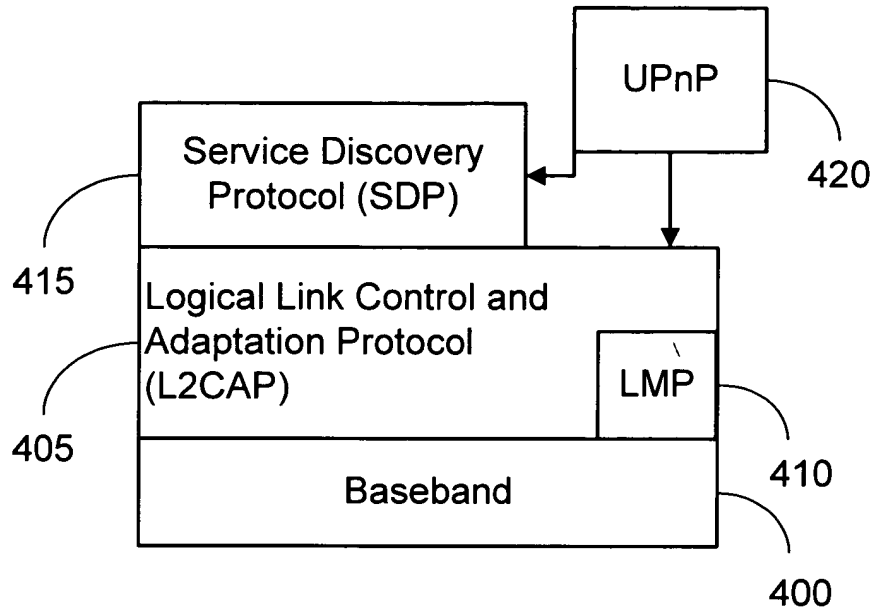 UPnP
420
Service Discovery
Protocol (SDP)
415
Logical Link Control and
Adaptation Protocol
(L2CAP)
LMP
405
410
Baseband
400